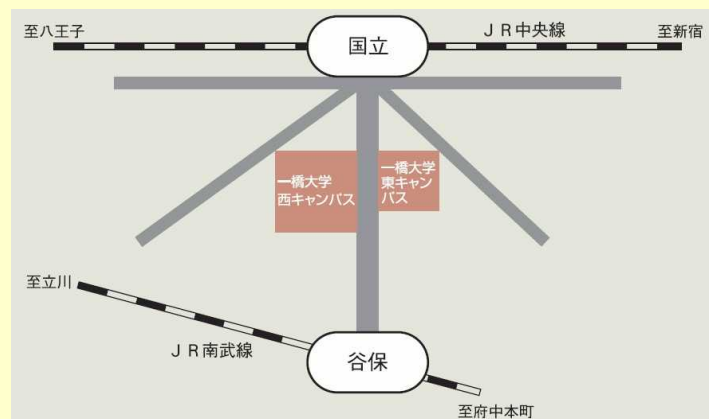 至八王子
国立
ＪＲ中央線
至新宿
一橋大学
西キャンパス
一橋大学
東キャン
パス
至立川
ＪＲ南武線
谷保
至府中本町